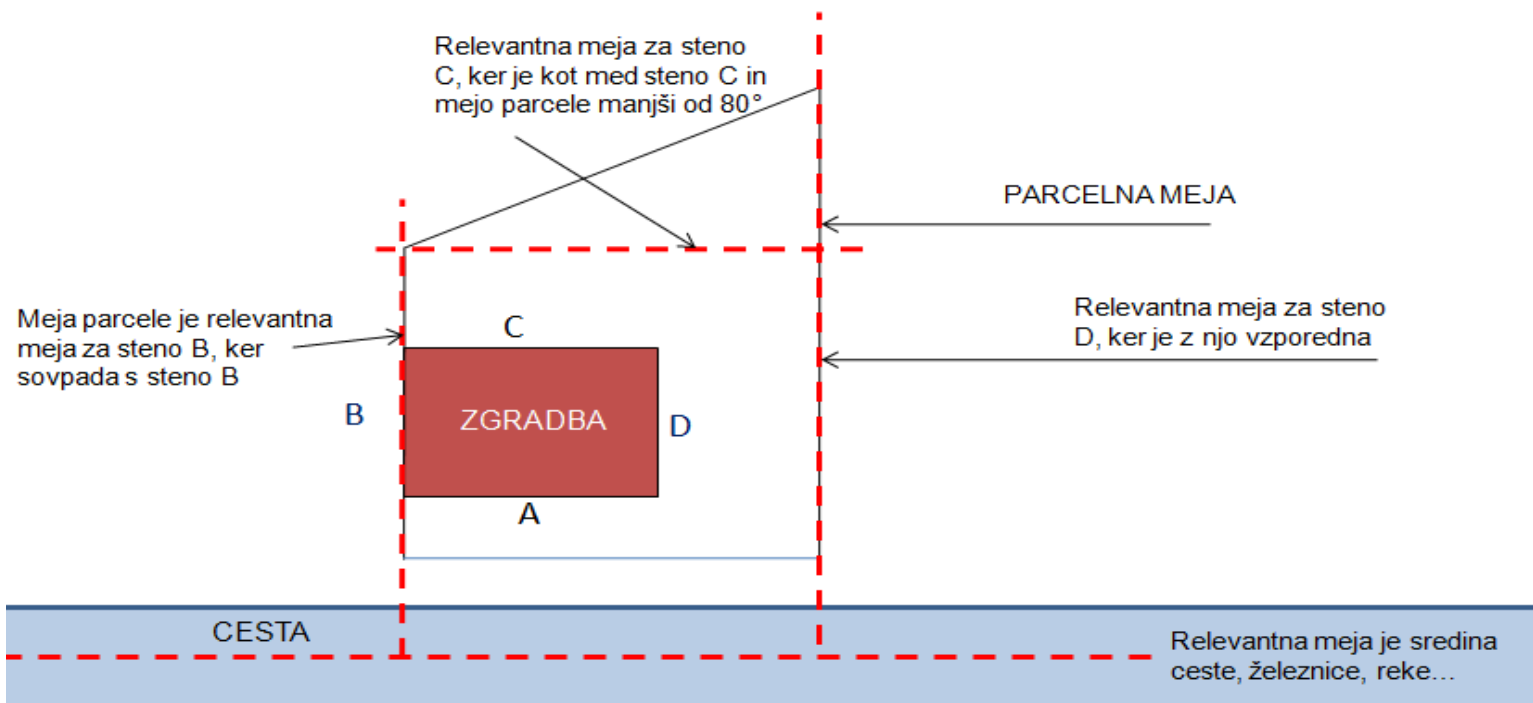 Relevantna meja za steno
C, ker je kot med steno C in
mejo parcele manjši od 80°
PARCELNA MEJA
Meja parcele je relevantna
meja za steno B, ker
sovpada s steno B
Relevantna meja za steno
D, ker je z njo vzporedna
C
B
ZGRADBA
D
A
CESTA
Relevantna meja je sredina
ceste, železnice, reke…